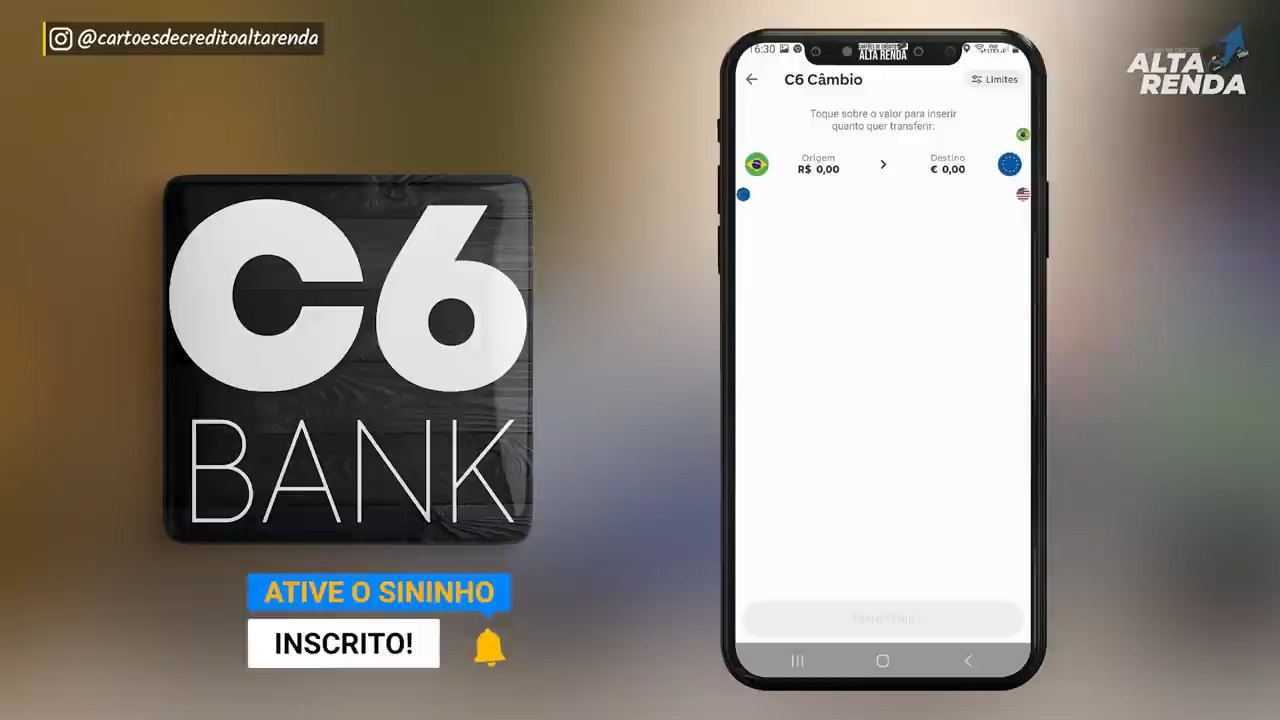 @cartoesdecreditoaltarenda
ALTA
RENDA
C6
BANK
ATIVE O SININHO
INSCRITO!
16:30
ALTA RENDA
C6 Câmbio
Limites
Toque sobre o valor para inserir
quanto quer transferir:
Origem
R$ 0,00
Destino
€ 0,00